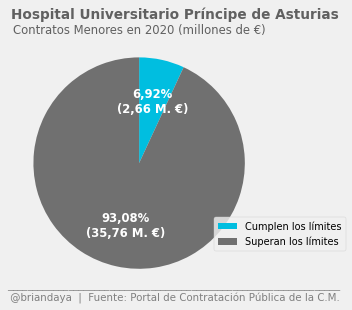 Hospital Universitario Príncipe de Asturias
Contratos Menores en 2020 (millones de €)
6,92%
(2,66 M. €)
93,08%
(35,76 M. €)
Cumplen los límites
Superan los límites
@briandaya | Fuente: Portal de Contratación Pública de la C.M.